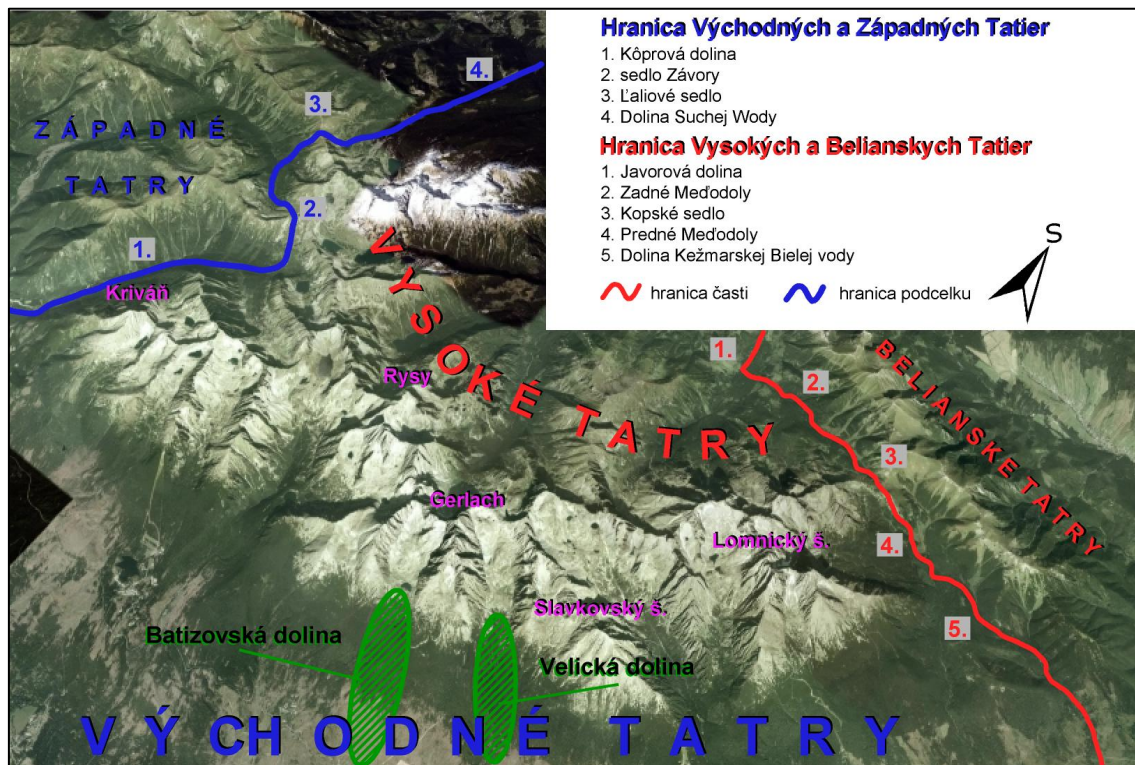 Hranica Východných a Západných Tatier
1. Kôprová dolina
2. sedlo Závory
3. Ľaliové sedlo
4. Dolina Suchej Wody
Hranica Vysokých a Belianskych Tatier
1. Javorová dolina
2. Zadné Meďodoly
3. Kopské sedlo
4. Predné Meďodoly
5. Dolina Kežmarskej Bielej vody
hranica časti
hranica podcelku
S
4.
3.
ZÁPADNÉ
TATRY
2.
1.
Kriváň
VYSOKÉ TATRY
Rysy
1.
2.
BELIANSKE TATRY
3.
Gerlach
Lomnický š.
4.
Slavkovský š.
5.
Batizovská dolina
Velická dolina
VÝCHODNÉ TATRY